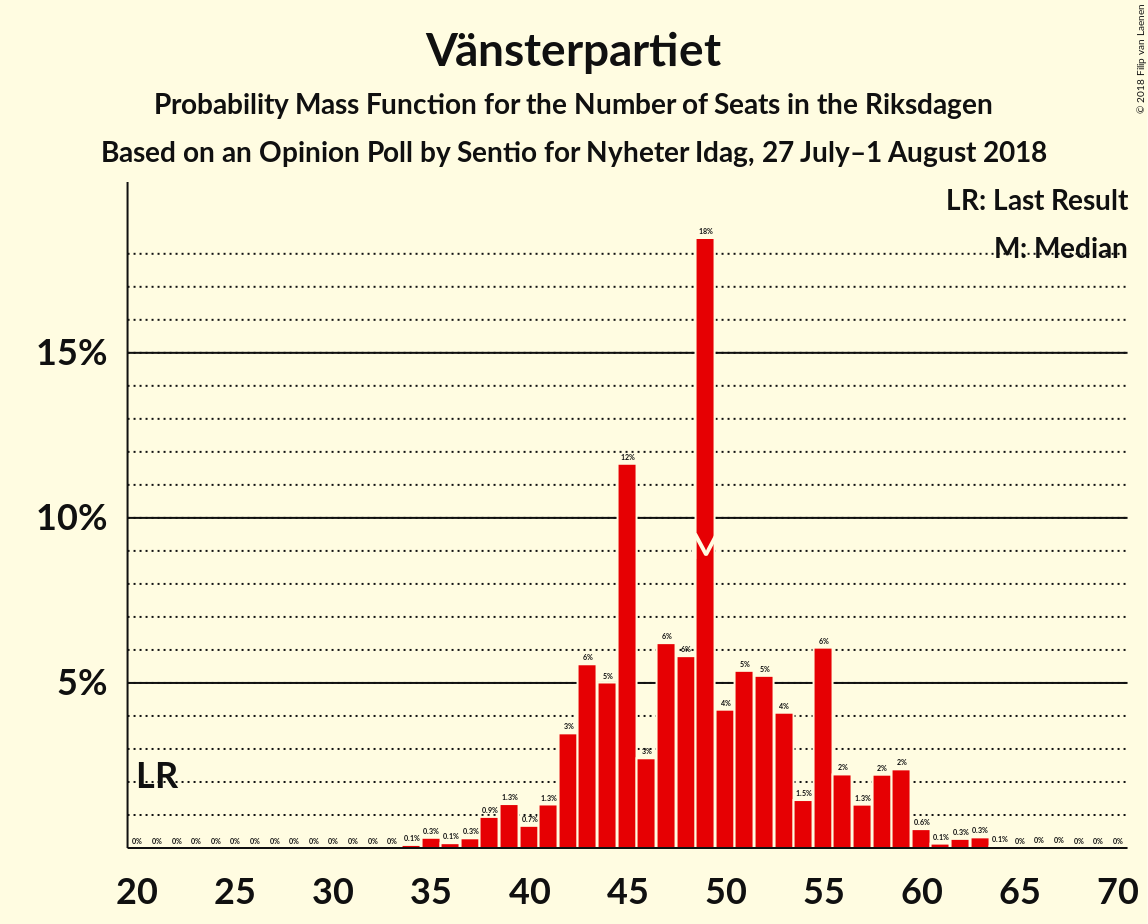 Vänsterpartiet
Probability Mass Function for the Number of Seats in the Riksdagen
Based on an Opinion Poll by Sentio for Nyheter Idag, 27 July–1 August 2018
© 2018 Filip van Laenen
LR: Last Result
M: Median
15%
10%
5%
LR
0% 0% 0% 0% 0% 0% 0% 0% 0% 0% 0% 0% 0% 0% 0.1% 0.3% 0.1% 0.3% 0.9% 1.3% 0.7% 1.3% 3% 6% 5% 12% 3% 6% 6% 18% 4% 5% 5% 4% 1.5% 6% 2% 1.3% 2% 2% 0.6% 0.1% 0.3% 0.3% 0.1% 0% 0% 0% 0% 0% 0%
20 25 30 35 40 45 50 55 60 65 70